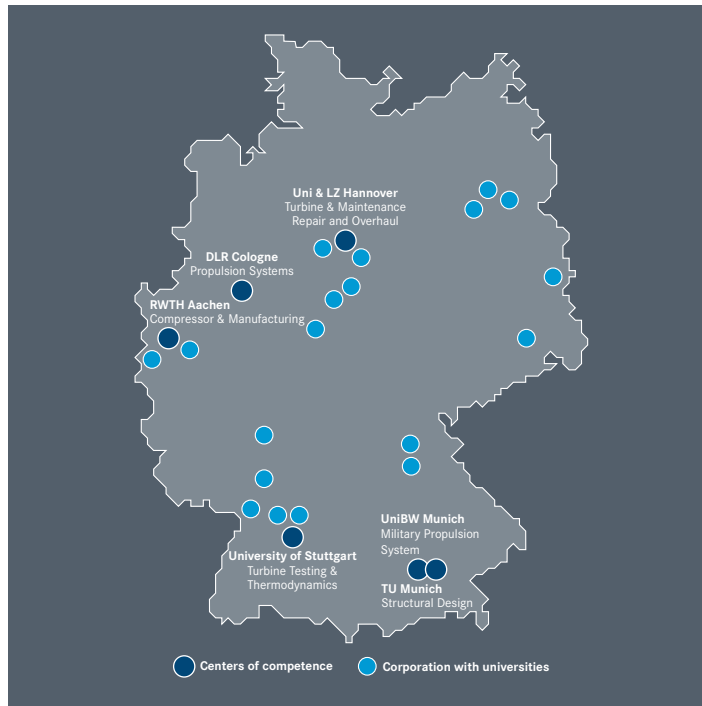 Uni & LZ Hannover
Turbine & Maintenance
Repair and Overhaul
DLR Cologne
Propulsion Systems
RWTH Aachen
Compressor & Manufacturing
UniBW Munich
Military Propulsion
System
University of Stuttgart
Turbine Testing &
Thermodynamics
TU Munich
Structural Design
Centers of competence
Corporation with universities